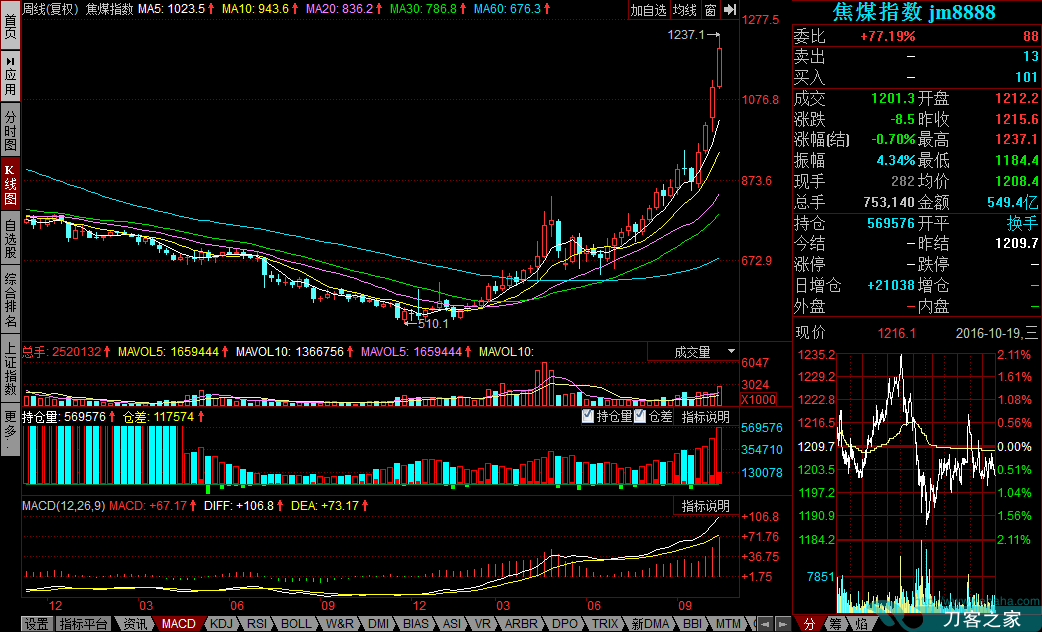 首页
应用
分时图
K线图
自选股
综合排名
上证指数
更多
周线(复权) 焦煤指数 MA5: 1023.5↑ MA10: 943.6↑ MA20: 836.2↑ MA30: 786.8↑ MA60: 676.3↑
加自选 均线 窗
1277.5
1237.1→
1076.8
873.6
672.9
←510.1
总手: 2520132↑ MAVOL5: 1659444↑ MAVOL10: 1366756↑ MAVOL5: 1659444↑ MAVOL10:
成交量
6047
3024
X1000
持仓量: 569576↑ 仓差: 117574↑
持仓量 仓差 指标说明
569576
354710
130078
MACD(12,26,9) MACD: +67.17↑ DIFF: +106.8↑ DEA: +73.17↑
指标说明
+106.8
+71.76
+36.75
+1.75
12 03 06 09 12 03 06 09
设置 指标平台 资讯 MACD KDJ RSI BOLL W&R DMI BIAS ASI VR ARBR DPO TRIX 新DMA BBI MTM
焦煤指数 jm8888
委比 +77.19% 88
卖出 – 13
买入 – 101
成交 1201.3 开盘 1212.2
涨跌 -8.5 昨收 1215.6
涨幅(结) -0.70% 最高 1237.1
振幅 4.34% 最低 1184.4
现手 282 均价 1208.4
总手 753,140 金额 549.4亿
持仓 569576 开平 换手
今结 – 昨结 1209.7
涨停 – 跌停 –
日增仓 +21038 增仓 –
外盘 – 内盘 –
现价 1216.1 2016-10-19,三
1235.2 2.11%
1229.2 1.61%
1222.8 1.08%
1216.5 0.56%
1209.7 0.00%
1203.5 0.51%
1197.2 1.04%
1190.9 1.56%
1184.2 2.11%
7851
分 筹 焰
刀客之家